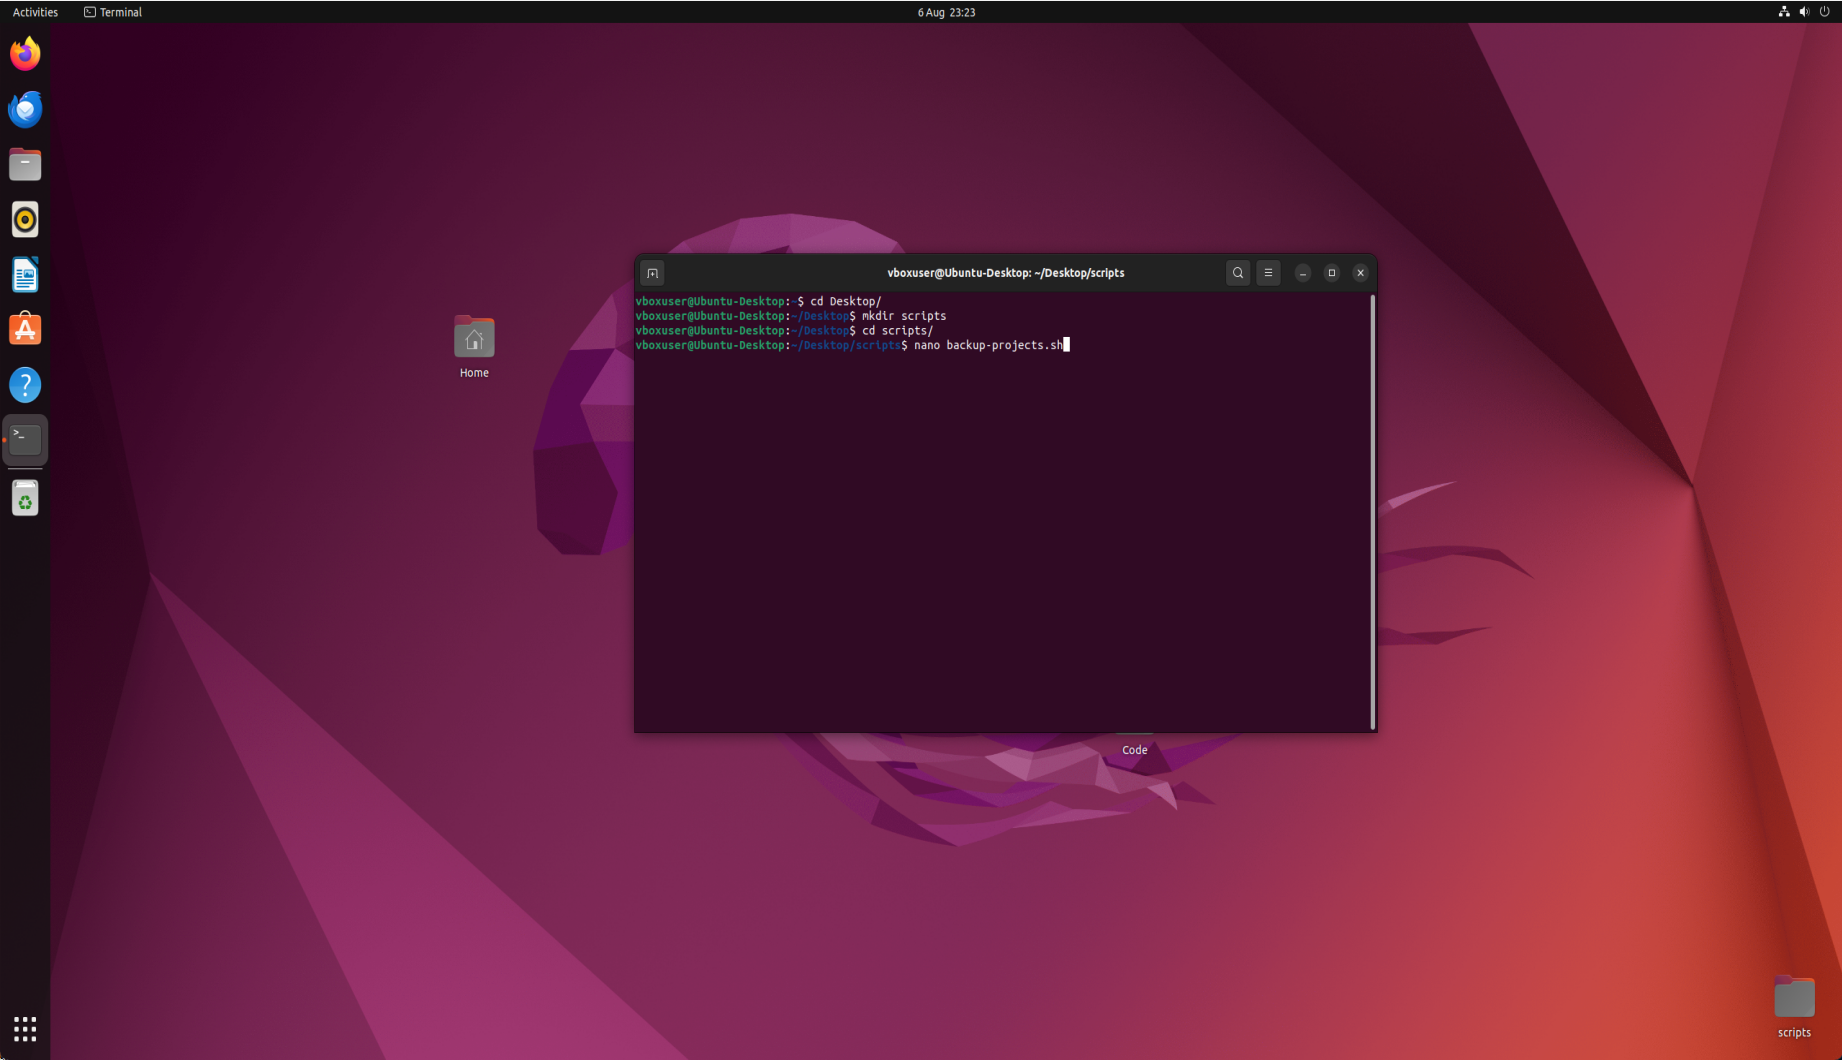 Activities
Terminal
6 Aug 23:23
vboxuser@Ubuntu-Desktop: ~/Desktop/scripts
vboxuser@Ubuntu-Desktop:~$ cd Desktop/
vboxuser@Ubuntu-Desktop:~/Desktop$ mkdir scripts
vboxuser@Ubuntu-Desktop:~/Desktop$ cd scripts/
vboxuser@Ubuntu-Desktop:~/Desktop/scripts$ nano backup-projects.sh
Home
Code
scripts